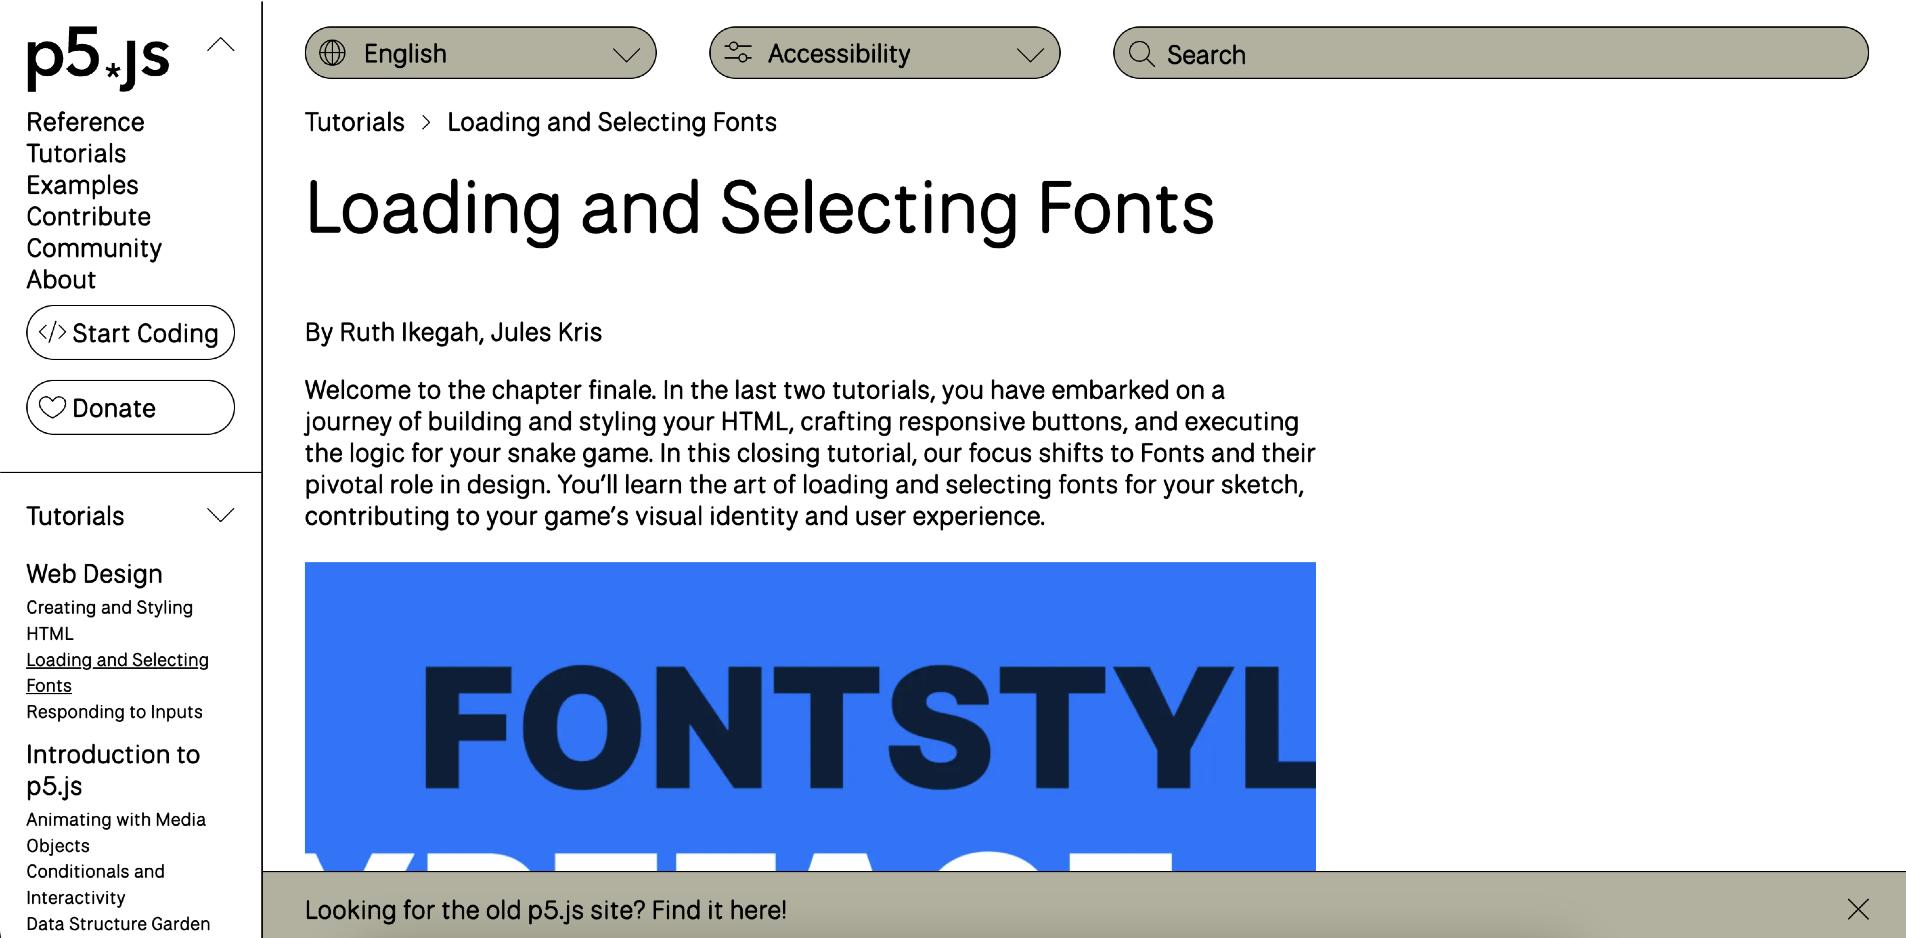 p5.js
Reference
Tutorials
Examples
Contribute
Community
About
</> Start Coding
Donate
Tutorials
Web Design
Creating and Styling
HTML
Loading and Selecting
Fonts
Responding to Inputs
Introduction to
p5.js
Animating with Media
Objects
Conditionals and
Interactivity
Data Structure Garden
English
Accessibility
Search
Tutorials > Loading and Selecting Fonts
Loading and Selecting Fonts
By Ruth Ikegah, Jules Kris
Welcome to the chapter finale. In the last two tutorials, you have embarked on a
journey of building and styling your HTML, crafting responsive buttons, and executing
the logic for your snake game. In this closing tutorial, our focus shifts to Fonts and their
pivotal role in design. You’ll learn the art of loading and selecting fonts for your sketch,
contributing to your game’s visual identity and user experience.
FONTSTYL
Looking for the old p5.js site? Find it here!